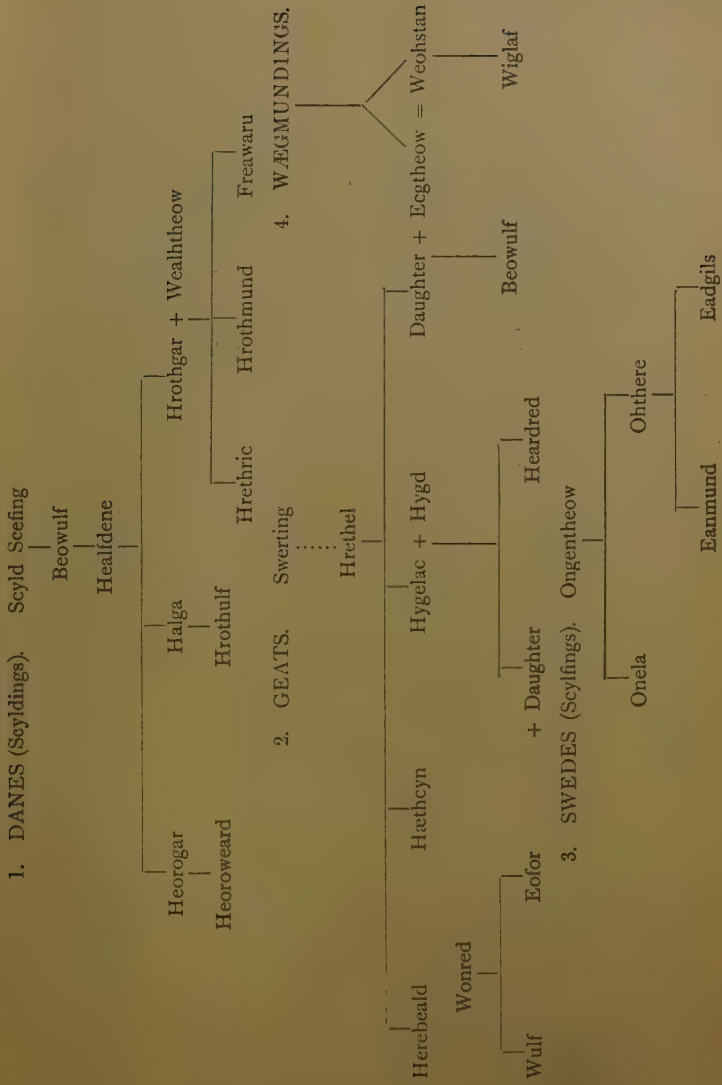 1. DANES (Scyldings). Scyld Scefing
Beowulf
Healfdene
Heorogar Halga Hrothgar + Wealhtheow
Heoroweard Hrothulf Hrethric Hrothmund Freawaru
2. GEATS. Swerting
4. WÆGMUNDINGS.
Hrethel
Herebeald Hæthcyn Hygelac + Hygd Daughter + Ecgtheow = Weohstan
Wonred
Beowulf Wiglaf
Wulf Eofor + Daughter Heardred
3. SWEDES (Scylfings). Ongentheow
Onela Ohthere
Eanmund Eadgils